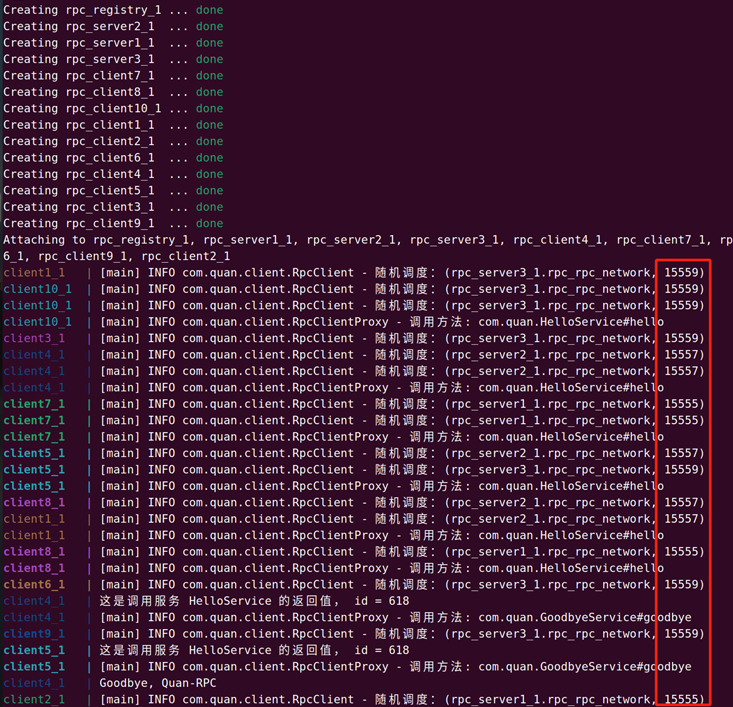 Creating rpc_registry_1 ... done
Creating rpc_server2_1  ... done
Creating rpc_server1_1  ... done
Creating rpc_server3_1  ... done
Creating rpc_client7_1  ... done
Creating rpc_client8_1  ... done
Creating rpc_client10_1 ... done
Creating rpc_client1_1  ... done
Creating rpc_client2_1  ... done
Creating rpc_client6_1  ... done
Creating rpc_client4_1  ... done
Creating rpc_client5_1  ... done
Creating rpc_client3_1  ... done
Creating rpc_client9_1  ... done
Attaching to rpc_registry_1, rpc_server1_1, rpc_server2_1, rpc_server3_1, rpc_client4_1, rpc_client7_1, rp
6_1, rpc_client9_1, rpc_client2_1
client1_1   | [main] INFO com.quan.client.RpcClient - 随机调度: (rpc_server3_1.rpc_rpc_network, 15559)
client10_1  | [main] INFO com.quan.client.RpcClient - 随机调度: (rpc_server3_1.rpc_rpc_network, 15559)
client10_1  | [main] INFO com.quan.client.RpcClient - 随机调度: (rpc_server3_1.rpc_rpc_network, 15559)
client10_1  | [main] INFO com.quan.client.RpcClientProxy - 调用方法: com.quan.HelloService#hello
client3_1   | [main] INFO com.quan.client.RpcClient - 随机调度: (rpc_server3_1.rpc_rpc_network, 15559)
client4_1   | [main] INFO com.quan.client.RpcClient - 随机调度: (rpc_server2_1.rpc_rpc_network, 15557)
client4_1   | [main] INFO com.quan.client.RpcClient - 随机调度: (rpc_server2_1.rpc_rpc_network, 15557)
client4_1   | [main] INFO com.quan.client.RpcClientProxy - 调用方法: com.quan.HelloService#hello
client7_1   | [main] INFO com.quan.client.RpcClient - 随机调度: (rpc_server1_1.rpc_rpc_network, 15555)
client7_1   | [main] INFO com.quan.client.RpcClient - 随机调度: (rpc_server1_1.rpc_rpc_network, 15555)
client7_1   | [main] INFO com.quan.client.RpcClientProxy - 调用方法: com.quan.HelloService#hello
client5_1   | [main] INFO com.quan.client.RpcClient - 随机调度: (rpc_server2_1.rpc_rpc_network, 15557)
client5_1   | [main] INFO com.quan.client.RpcClient - 随机调度: (rpc_server3_1.rpc_rpc_network, 15559)
client5_1   | [main] INFO com.quan.client.RpcClientProxy - 调用方法: com.quan.HelloService#hello
client8_1   | [main] INFO com.quan.client.RpcClient - 随机调度: (rpc_server2_1.rpc_rpc_network, 15557)
client1_1   | [main] INFO com.quan.client.RpcClient - 随机调度: (rpc_server2_1.rpc_rpc_network, 15557)
client1_1   | [main] INFO com.quan.client.RpcClientProxy - 调用方法: com.quan.HelloService#hello
client8_1   | [main] INFO com.quan.client.RpcClient - 随机调度: (rpc_server1_1.rpc_rpc_network, 15555)
client8_1   | [main] INFO com.quan.client.RpcClientProxy - 调用方法: com.quan.HelloService#hello
client6_1   | [main] INFO com.quan.client.RpcClient - 随机调度: (rpc_server3_1.rpc_rpc_network, 15559)
client4_1   | 这是调用服务 HelloService 的返回值， id = 618
client4_1   | [main] INFO com.quan.client.RpcClientProxy - 调用方法: com.quan.GoodbyeService#goodbye
client9_1   | [main] INFO com.quan.client.RpcClient - 随机调度: (rpc_server3_1.rpc_rpc_network, 15559)
client5_1   | 这是调用服务 HelloService 的返回值， id = 618
client5_1   | [main] INFO com.quan.client.RpcClientProxy - 调用方法: com.quan.GoodbyeService#goodbye
client4_1   | Goodbye, Quan-RPC
client2_1   | [main] INFO com.quan.client.RpcClient - 随机调度: (rpc_server1_1.rpc_rpc_network, 15555)